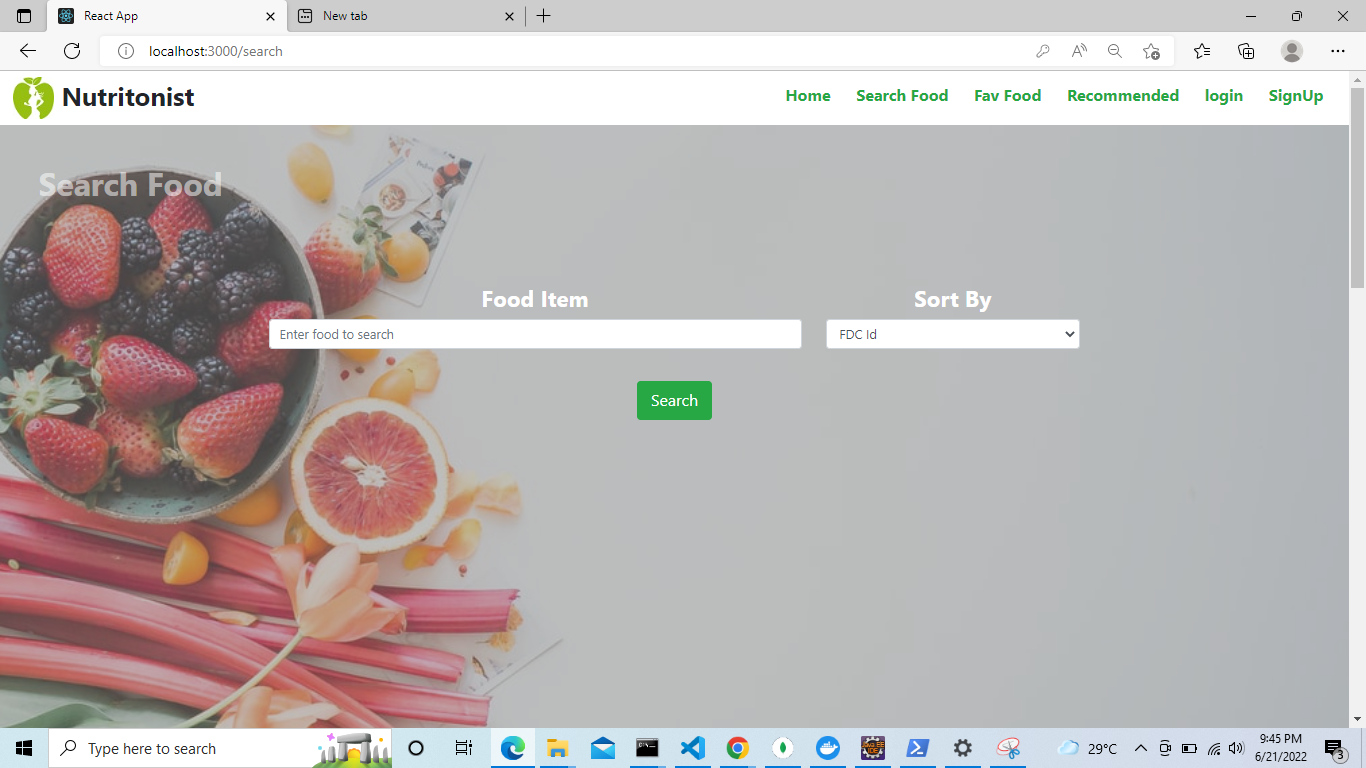 React App
New tab
localhost:3000/search
Nutritonist
Home Search Food Fav Food Recommended login SignUp
Search Food
Food Item Sort By
Enter food to search FDC Id
Search
Type here to search
29°C
9:45 PM
6/21/2022
3